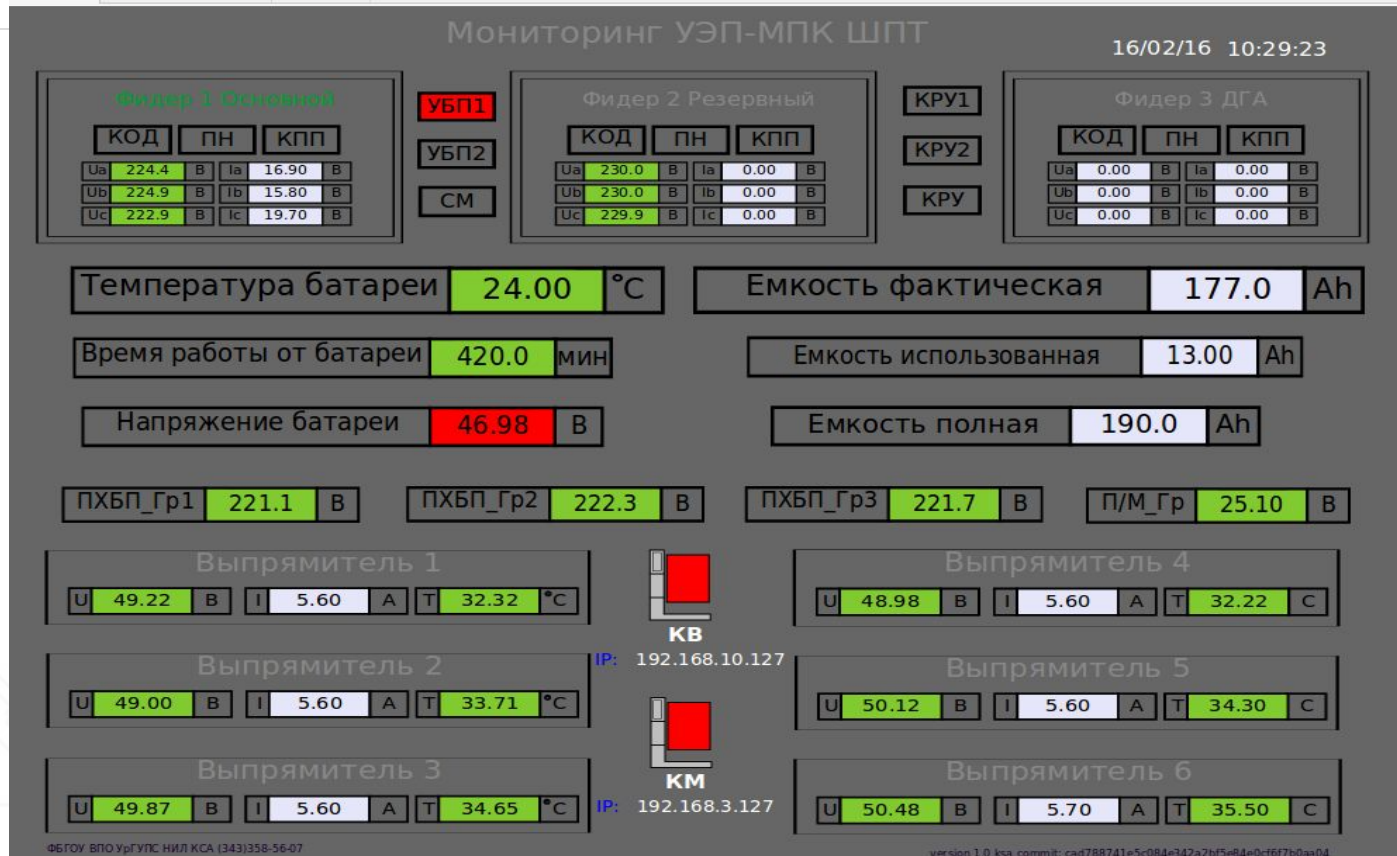 Мониторинг УЭП-МПК ШПТ
16/02/16 10:29:23
Фидер 1 Основной
КОД ПН КПП
Ua 224.4 В Ia 16.90 В
Ub 224.9 В Ib 15.80 В
Uc 222.9 В Ic 19.70 В
УБП1
УБП2
СМ
Фидер 2 Резервный
КОД ПН КПП
Ua 230.0 В Ia 0.00 В
Ub 230.0 В Ib 0.00 В
Uc 229.9 В Ic 0.00 В
КРУ1
КРУ2
КРУ
Фидер 3 ДГА
КОД ПН КПП
Ua 0.00 В Ia 0.00 В
Ub 0.00 В Ib 0.00 В
Uc 0.00 В Ic 0.00 В
Температура батареи 24.00 °C
Емкость фактическая 177.0 Ah
Время работы от батареи 420.0 мин
Емкость использованная 13.00 Ah
Напряжение батареи 46.98 В
Емкость полная 190.0 Ah
ПХБП_Гр1 221.1 В
ПХБП_Гр2 222.3 В
ПХБП_Гр3 221.7 В
П/М_Гр 25.10 В
Выпрямитель 1
U 49.22 В I 5.60 А T 32.32 °C
Выпрямитель 4
U 48.98 В I 5.60 А T 32.22 C
КВ
IP: 192.168.10.127
Выпрямитель 2
U 49.00 В I 5.60 А T 33.71 °C
Выпрямитель 5
U 50.12 В I 5.60 А T 34.30 C
КМ
IP: 192.168.3.127
Выпрямитель 3
U 49.87 В I 5.60 А T 34.65 °C
Выпрямитель 6
U 50.48 В I 5.70 А T 35.50 C
ФБГОУ ВПО УрГУПС НИЛ КСА (343)358-56-07
version 1.0 ksa commit: